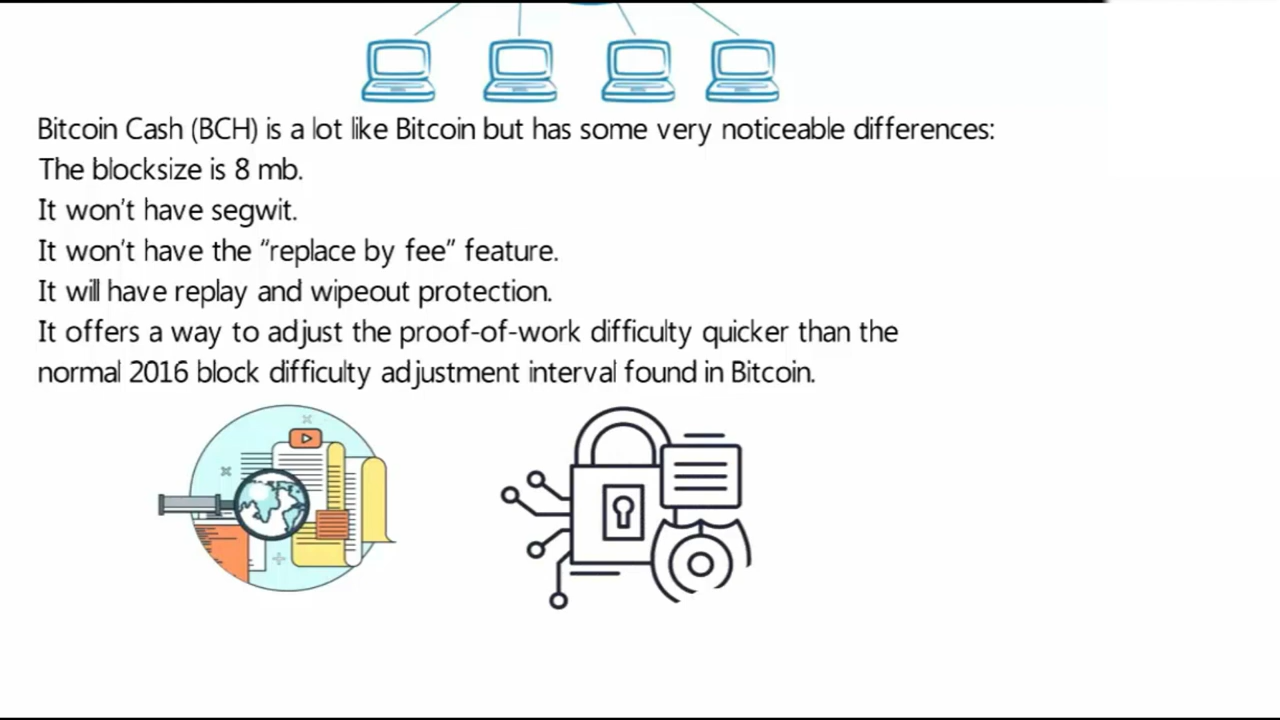 Bitcoin Cash (BCH) is a lot like Bitcoin but has some very noticeable differences:
The blocksize is 8 mb.
It won't have segwit.
It won't have the “replace by fee” feature.
It will have replay and wipeout protection.
It offers a way to adjust the proof-of-work difficulty quicker than the
normal 2016 block difficulty adjustment interval found in Bitcoin.